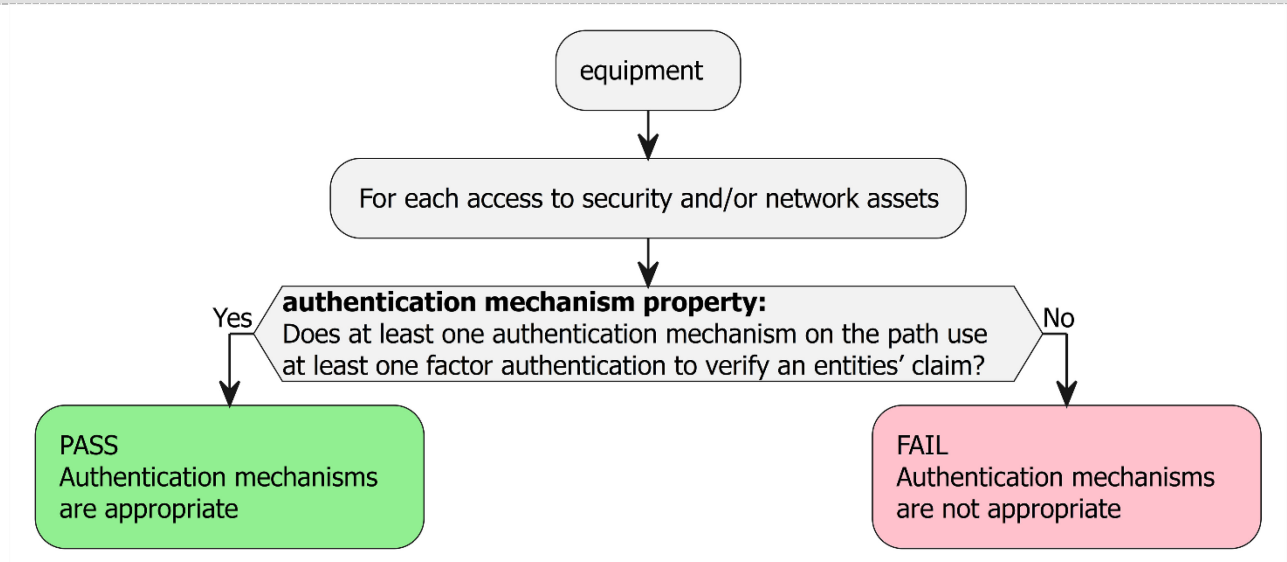 equipment
For each access to security and/or network assets
authentication mechanism property:
Does at least one authentication mechanism on the path use
at least one factor authentication to verify an entities’ claim?
Yes
No
PASS
Authentication mechanisms
are appropriate
FAIL
Authentication mechanisms
are not appropriate